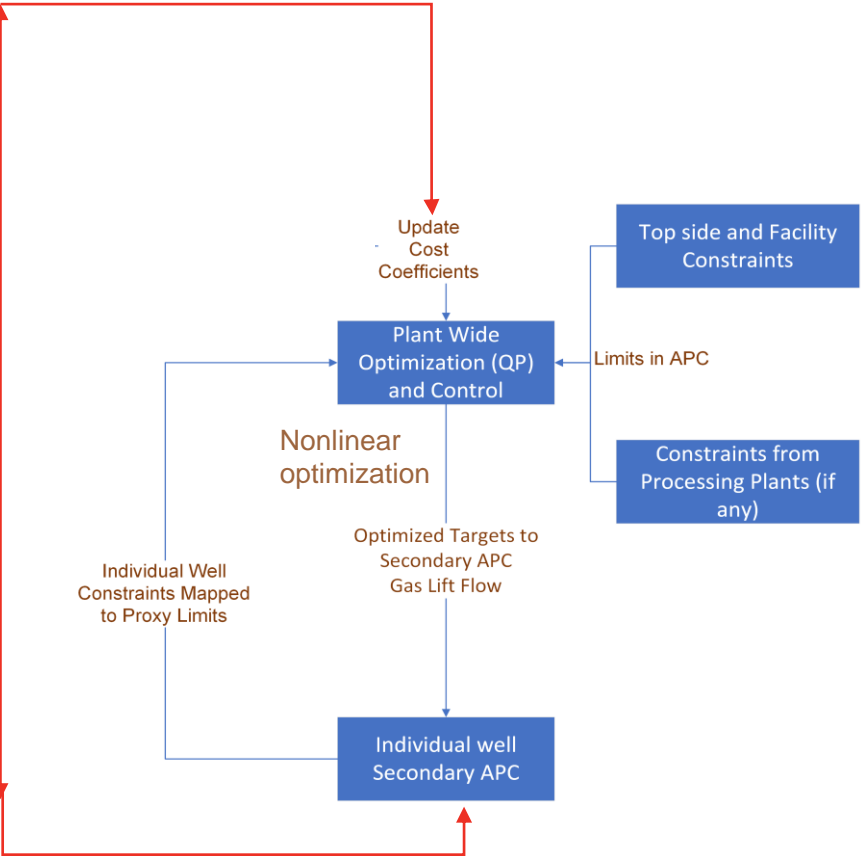 Update
Cost
Coefficients
Top side and Facility
Constraints
Plant Wide
Optimization (QP)
and Control
Limits in APC
Nonlinear
optimization
Constraints from
Processing Plants (if
any)
Optimized Targets to
Secondary APC
Gas Lift Flow
Individual Well
Constraints Mapped
to Proxy Limits
Individual well
Secondary APC